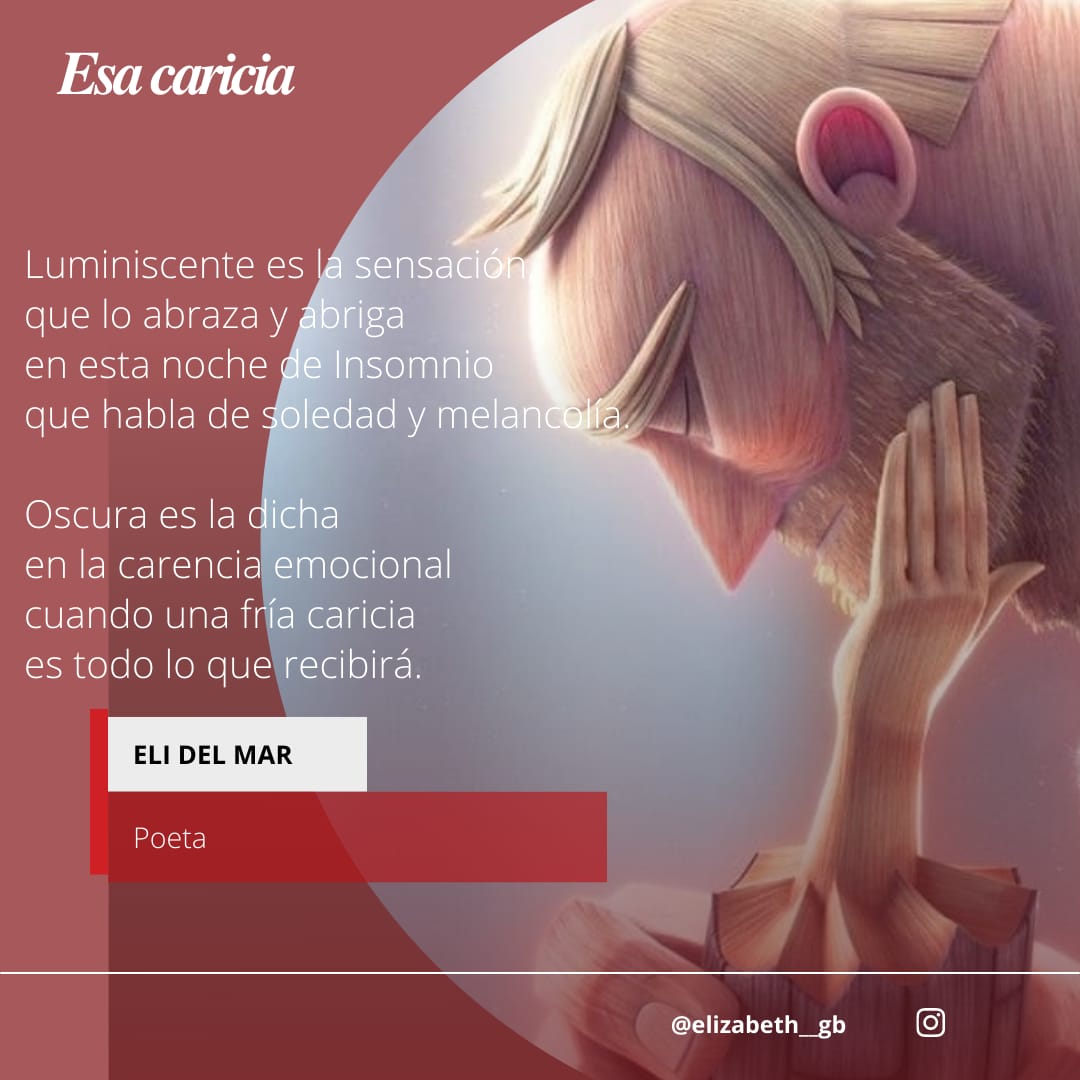 Esa caricia
Luminiscente es la sensación,
que lo abraza y abriga
en esta noche de Insomnio
que habla de soledad y melancolía.
Oscura es la dicha
en la carencia emocional
cuando una fría caricia
es todo lo que recibirá.
ELI DEL MAR
Poeta
@elizabeth__gb